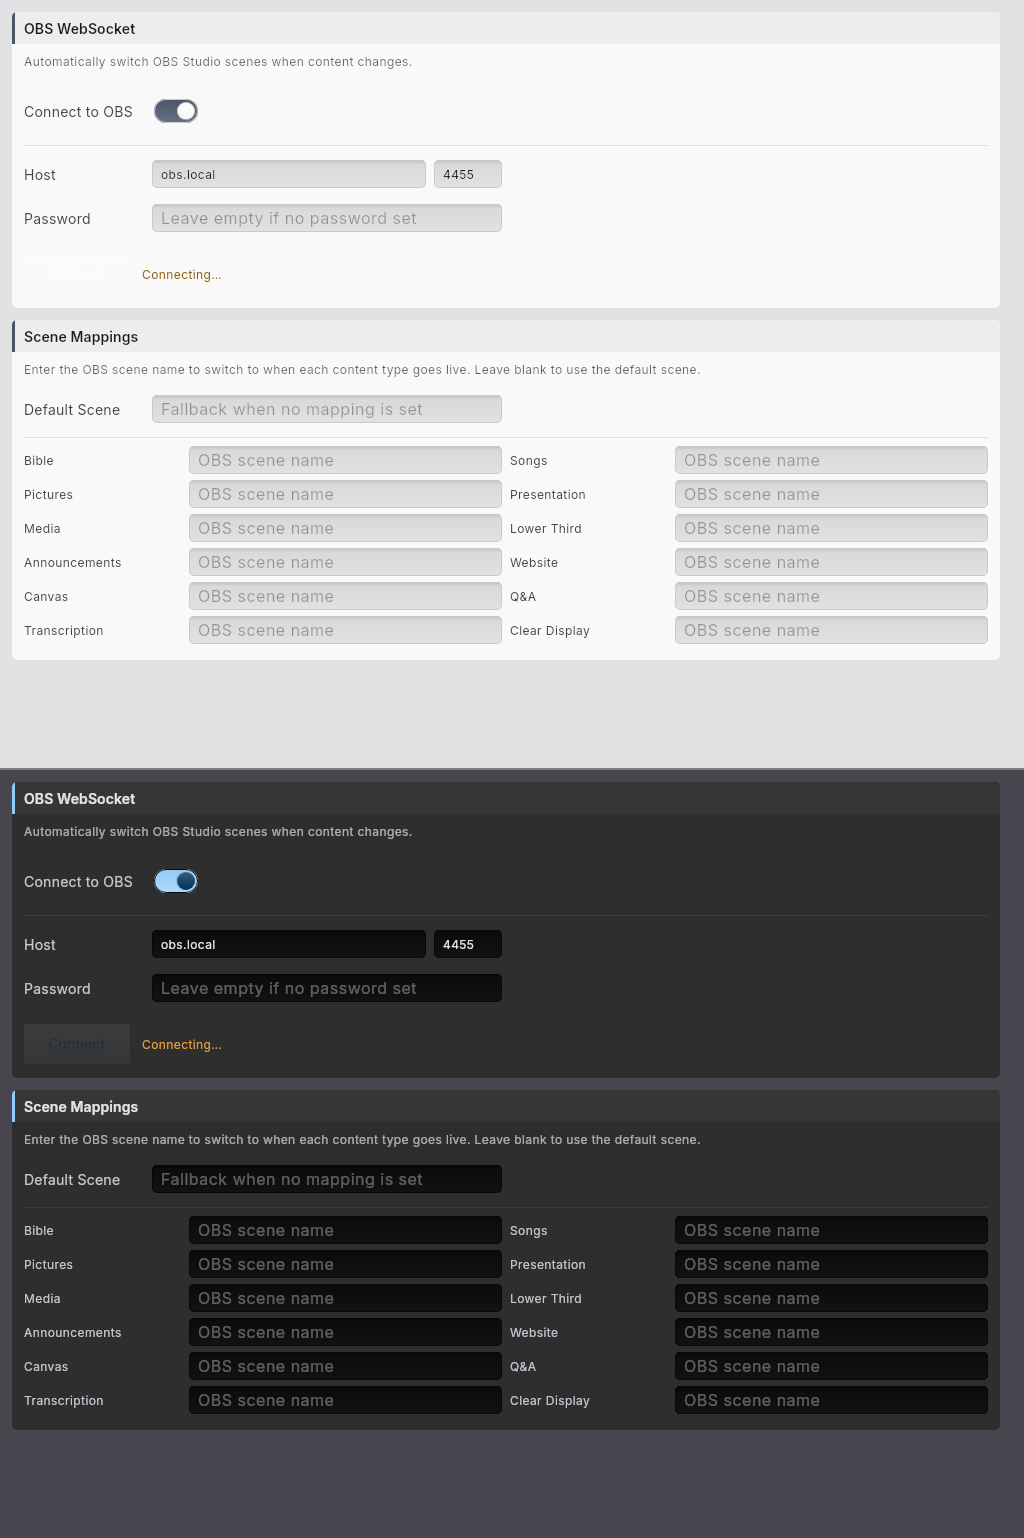 OBS WebSocket
Automatically switch OBS Studio scenes when content changes.
Connect to OBS
Host obs.local 4455
Password Leave empty if no password set
Connecting...
Scene Mappings
Enter the OBS scene name to switch to when each content type goes live. Leave blank to use the default scene.
Default Scene Fallback when no mapping is set
Bible OBS scene name Songs OBS scene name
Pictures OBS scene name Presentation OBS scene name
Media OBS scene name Lower Third OBS scene name
Announcements OBS scene name Website OBS scene name
Canvas OBS scene name Q&A OBS scene name
Transcription OBS scene name Clear Display OBS scene name
OBS WebSocket
Automatically switch OBS Studio scenes when content changes.
Connect to OBS
Host obs.local 4455
Password Leave empty if no password set
Connect Connecting...
Scene Mappings
Enter the OBS scene name to switch to when each content type goes live. Leave blank to use the default scene.
Default Scene Fallback when no mapping is set
Bible OBS scene name Songs OBS scene name
Pictures OBS scene name Presentation OBS scene name
Media OBS scene name Lower Third OBS scene name
Announcements OBS scene name Website OBS scene name
Canvas OBS scene name Q&A OBS scene name
Transcription OBS scene name Clear Display OBS scene name